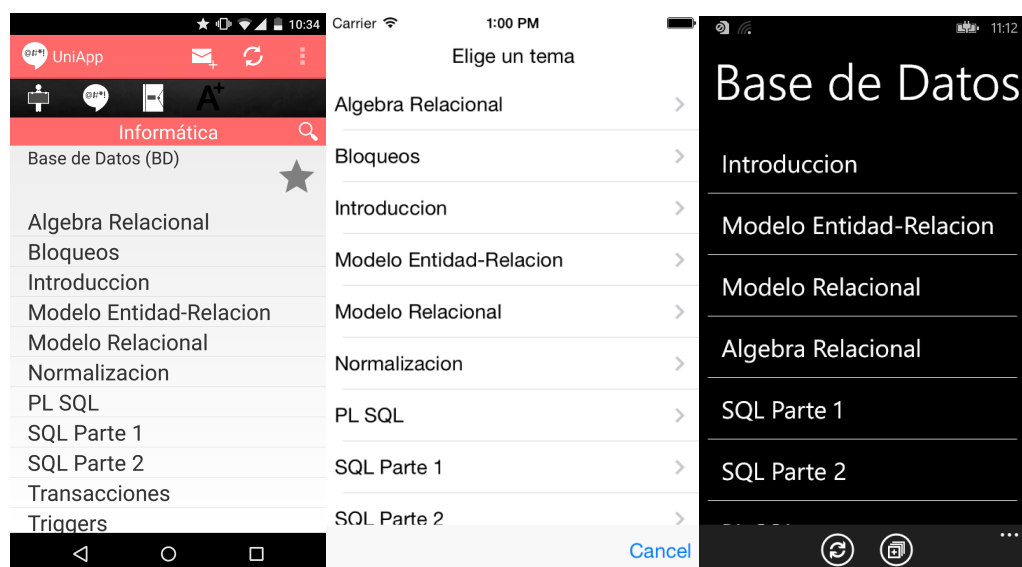 10:34
@#*! UniApp
@#*! A+
Informática
Base de Datos (BD)
Algebra Relacional
Bloqueos
Introduccion
Modelo Entidad-Relacion
Modelo Relacional
Normalizacion
PL SQL
SQL Parte 1
SQL Parte 2
Transacciones
Triggers
Carrier 1:00 PM
Elige un tema
Algebra Relacional
Bloqueos
Introduccion
Modelo Entidad-Relacion
Modelo Relacional
Normalizacion
PL SQL
SQL Parte 1
SQL Parte 2
Cancel
11:12
Base de Datos
Introduccion
Modelo Entidad-Relacion
Modelo Relacional
Algebra Relacional
SQL Parte 1
SQL Parte 2